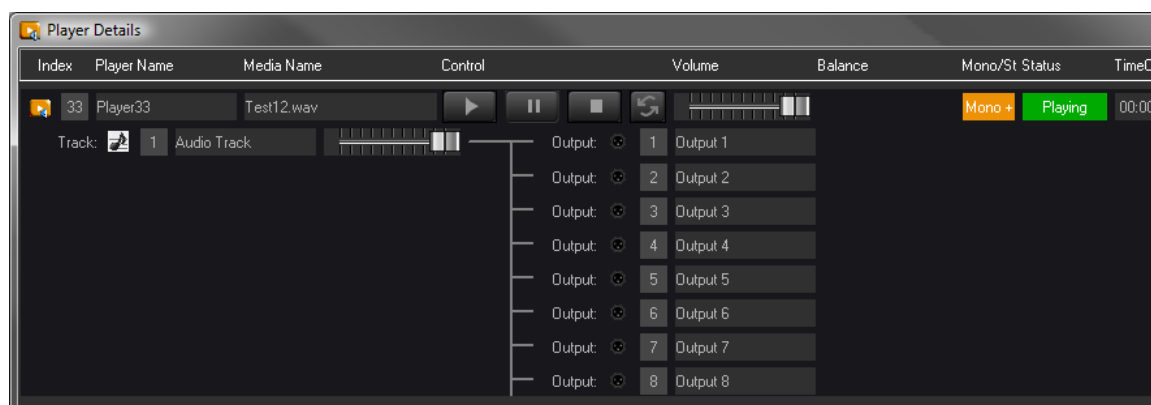 Player Details
Index Player Name Media Name Control Volume Balance Mono/St Status
33 Player33 Test12.wav Mono + Playing 00:00
Track: 1 Audio Track Output: 1 Output 1
Output: 2 Output 2
Output: 3 Output 3
Output: 4 Output 4
Output: 5 Output 5
Output: 6 Output 6
Output: 7 Output 7
Output: 8 Output 8